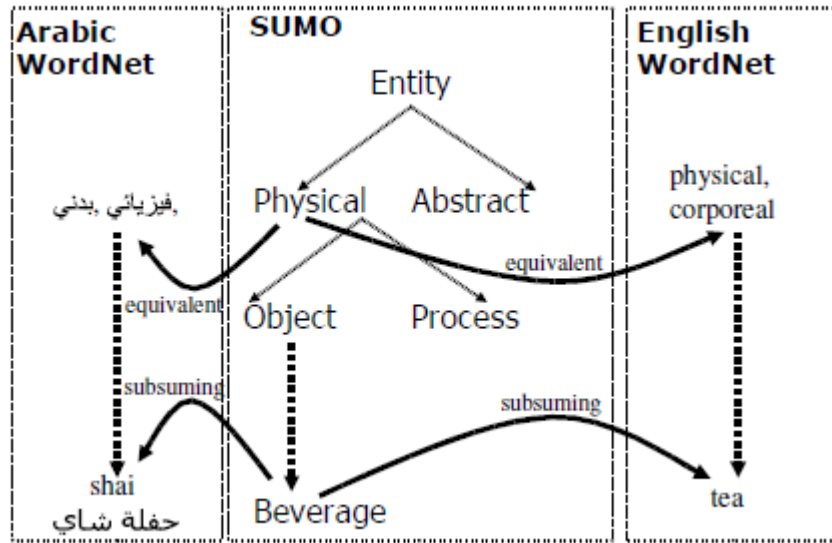 Arabic
WordNet
SUMO
English
WordNet
Entity
فيزيائي, بدني,
Physical
Abstract
physical,
corporeal
equivalent
equivalent
Object
Process
subsuming
subsuming
shai
حفلة شاي
Beverage
tea